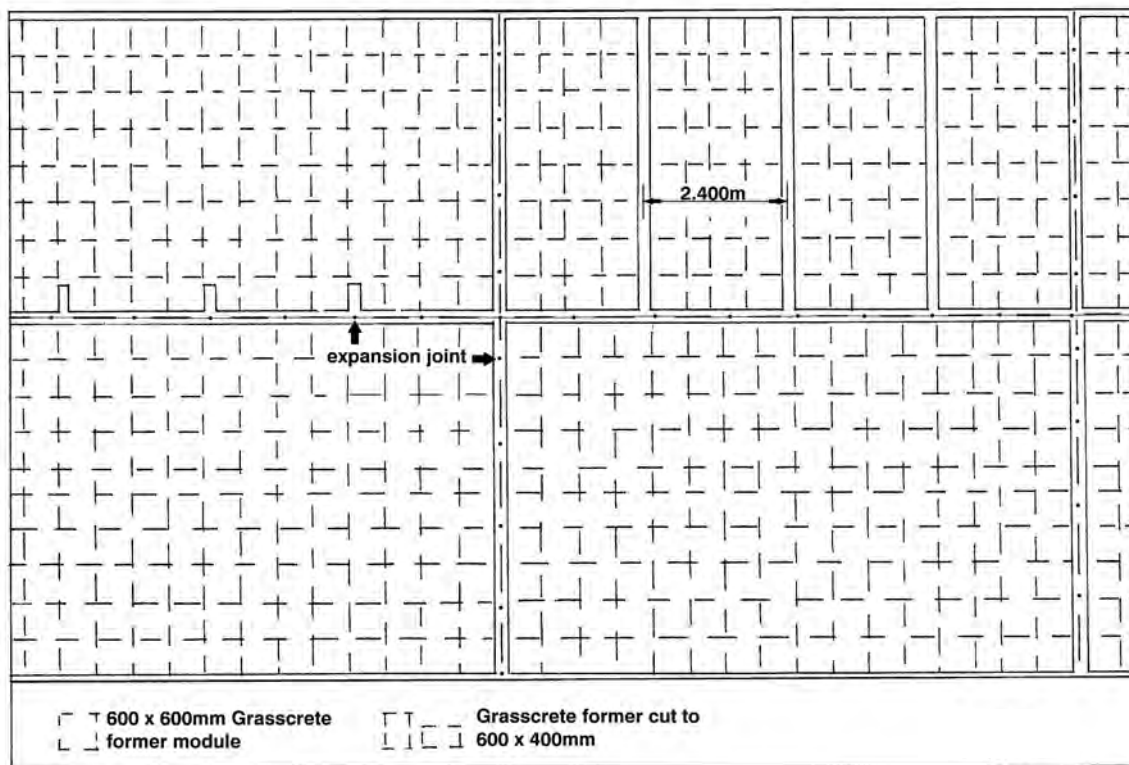 2.400m
expansion joint
600 x 600mm Grasscrete
former module
Grasscrete former cut to
600 x 400mm